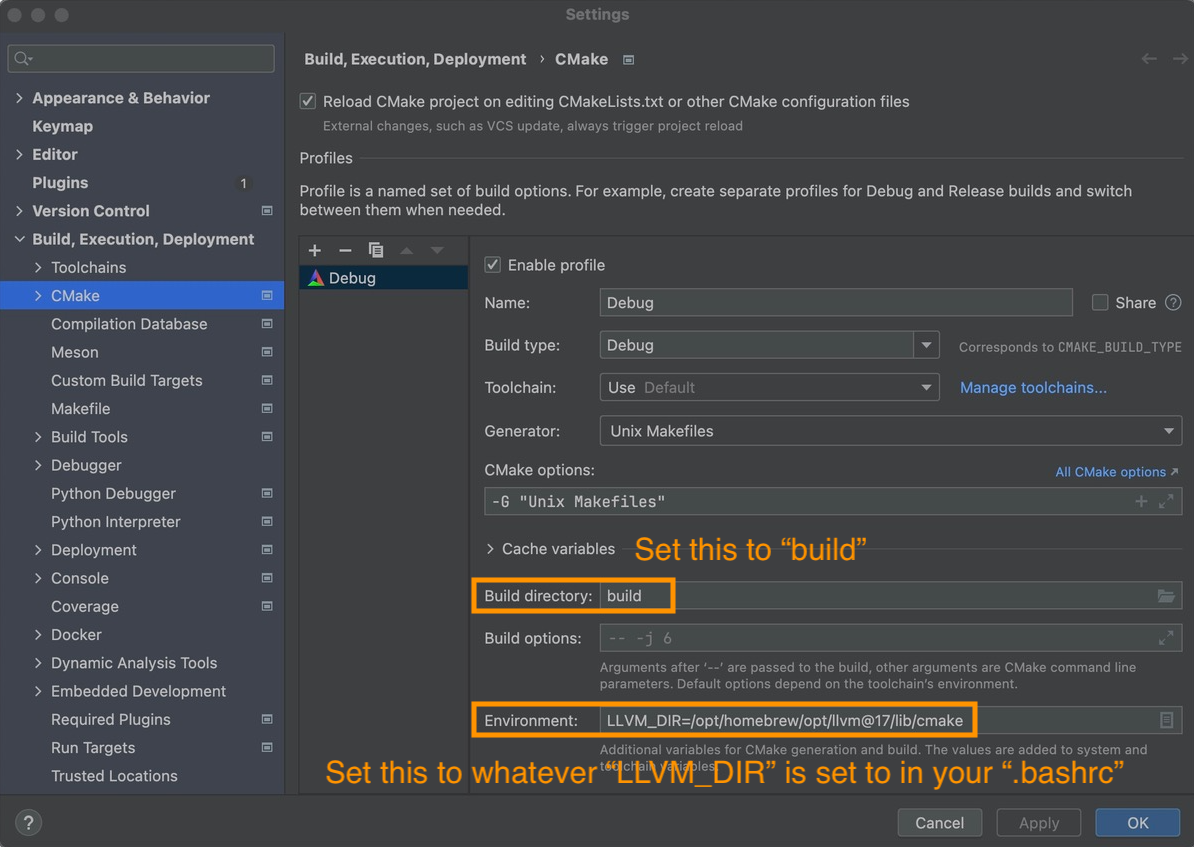 Settings
Appearance & Behavior
Keymap
Editor
Plugins 1
Version Control
Build, Execution, Deployment
Toolchains
CMake
Compilation Database
Meson
Custom Build Targets
Makefile
Build Tools
Debugger
Python Debugger
Python Interpreter
Deployment
Console
Coverage
Docker
Dynamic Analysis Tools
Embedded Development
Required Plugins
Run Targets
Trusted Locations
Build, Execution, Deployment › CMake
Reload CMake project on editing CMakeLists.txt or other CMake configuration files
External changes, such as VCS update, always trigger project reload
Profiles
Profile is a named set of build options. For example, create separate profiles for Debug and Release builds and switch
between them when needed.
Debug
Enable profile
Name: Debug Share ?
Build type: Debug Corresponds to CMAKE_BUILD_TYPE
Toolchain: Use Default Manage toolchains...
Generator: Unix Makefiles
CMake options: All CMake options ↗
-G "Unix Makefiles"
Cache variables
Set this to “build”
Build directory: build
Build options: -- -j 6
Arguments after ‘--’ are passed to the build, other arguments are CMake command line
parameters. Default options depend on the toolchain’s environment.
Environment: LLVM_DIR=/opt/homebrew/opt/llvm@17/lib/cmake
Additional variables for CMake generation and build. The values are added to system and
toolchain variables.
Set this to whatever “LLVM_DIR” is set to in your “.bashrc”
? Cancel Apply OK